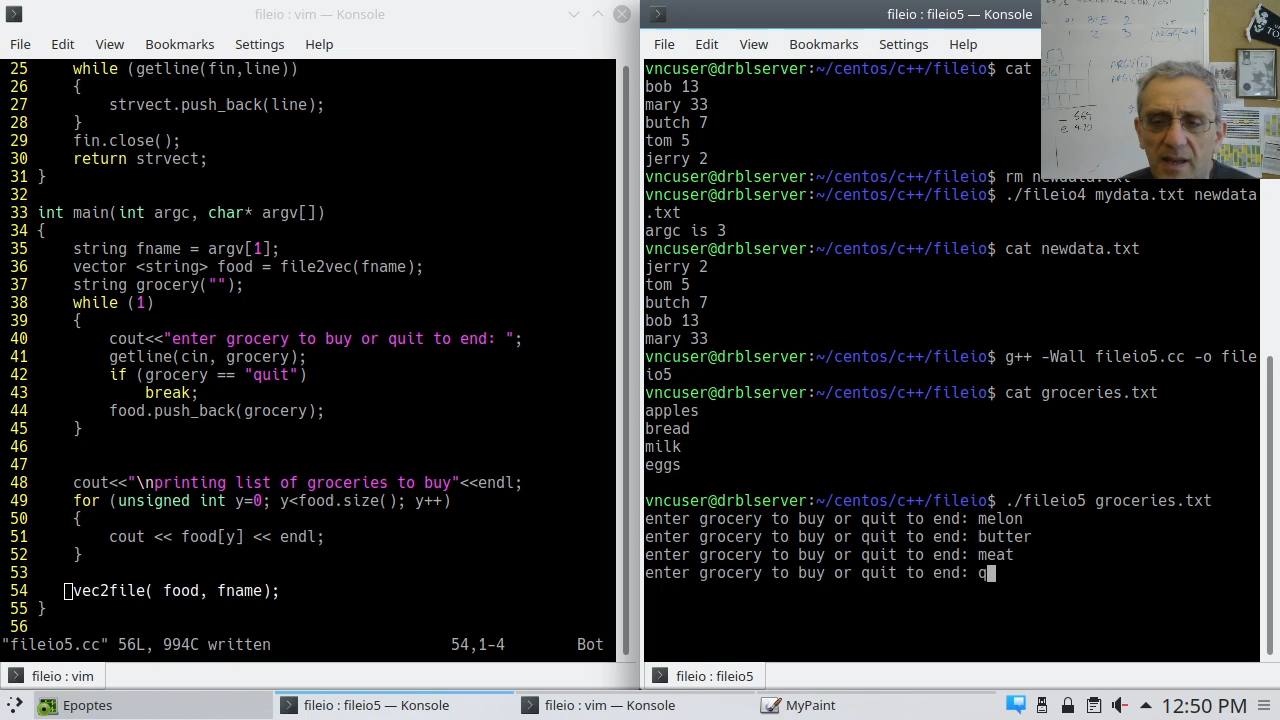 fileio : vim — Konsole
File Edit View Bookmarks Settings Help
25 while (getline(fin,line))
26 {
27 strvect.push_back(line);
28 }
29 fin.close();
30 return strvect;
31 }
32
33 int main(int argc, char* argv[])
34 {
35 string fname = argv[1];
36 vector <string> food = file2vec(fname);
37 string grocery("");
38 while (1)
39 {
40 cout<<"enter grocery to buy or quit to end: ";
41 getline(cin, grocery);
42 if (grocery == "quit")
43 break;
44 food.push_back(grocery);
45 }
46
47
48 cout<<"\nprinting list of groceries to buy"<<endl;
49 for (unsigned int y=0; y<food.size(); y++)
50 {
51 cout << food[y] << endl;
52 }
53
54 vec2file( food, fname);
55 }
56
"fileio5.cc" 56L, 994C written 54,1-4 Bot
fileio : vim
fileio : fileio5 — Konsole
File Edit View Bookmarks Settings Help
vncuser@drblserver:~/centos/c++/fileio$ cat
bob 13
mary 33
butch 7
tom 5
jerry 2
vncuser@drblserver:~/centos/c++/fileio$ rm newdata.txt
vncuser@drblserver:~/centos/c++/fileio$ ./fileio4 mydata.txt newdata
.txt
argc is 3
vncuser@drblserver:~/centos/c++/fileio$ cat newdata.txt
jerry 2
tom 5
butch 7
bob 13
mary 33
vncuser@drblserver:~/centos/c++/fileio$ g++ -Wall fileio5.cc -o file
io5
vncuser@drblserver:~/centos/c++/fileio$ cat groceries.txt
apples
bread
milk
eggs
vncuser@drblserver:~/centos/c++/fileio$ ./fileio5 groceries.txt
enter grocery to buy or quit to end: melon
enter grocery to buy or quit to end: butter
enter grocery to buy or quit to end: meat
enter grocery to buy or quit to end: q
fileio : fileio5
Epoptes
fileio : fileio5 — Konsole
fileio : vim — Konsole
MyPaint
12:50 PM